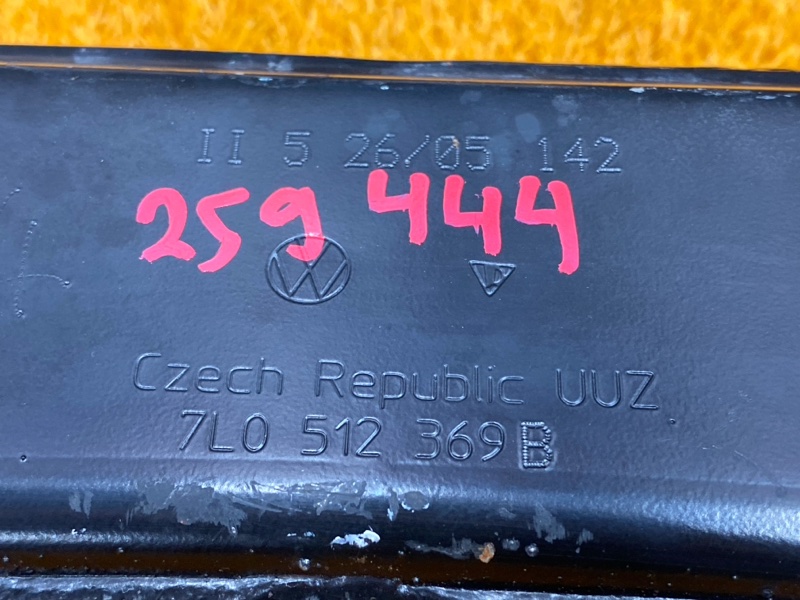 II 5 26/05 142
259 444
Czech Republic UUZ
7L0 512 369 B